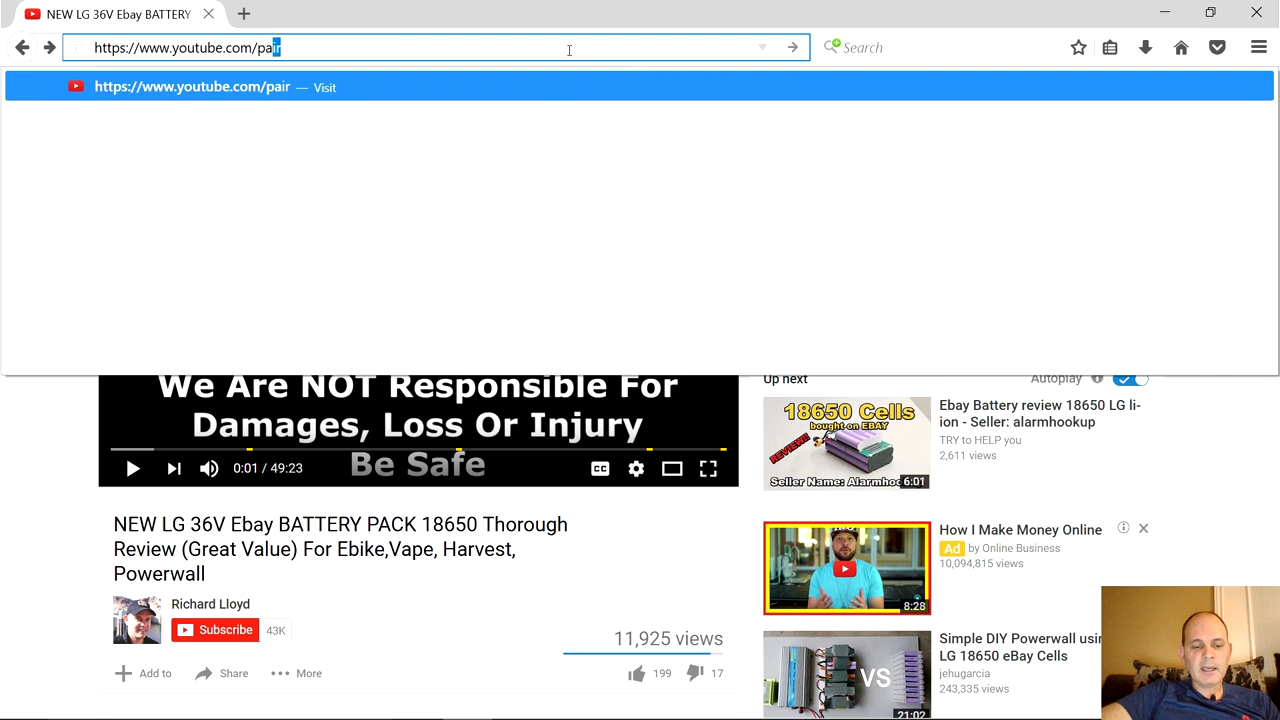 NEW LG 36V Ebay BATTERY
https://www.youtube.com/pair
Search
https://www.youtube.com/pair — Visit
We Are NOT Responsible For
Damages, Loss Or Injury
Be Safe
0:01 / 49:23
CC
NEW LG 36V Ebay BATTERY PACK 18650 Thorough
Review (Great Value) For Ebike,Vape, Harvest,
Powerwall
Richard Lloyd
Subscribe 43K
11,925 views
Add to Share More 199 17
Up next Autoplay
18650 Cells
bought on EBAY
REVIEW!!
Seller Name: Alarmhoo
6:01
Ebay Battery review 18650 LG li-
ion - Seller: alarmhookup
TRY to HELP you
2,611 views
8:28
How I Make Money Online
Ad by Online Business
10,094,815 views
VS
21:02
Simple DIY Powerwall usin
LG 18650 eBay Cells
jehugarcia
243,335 views